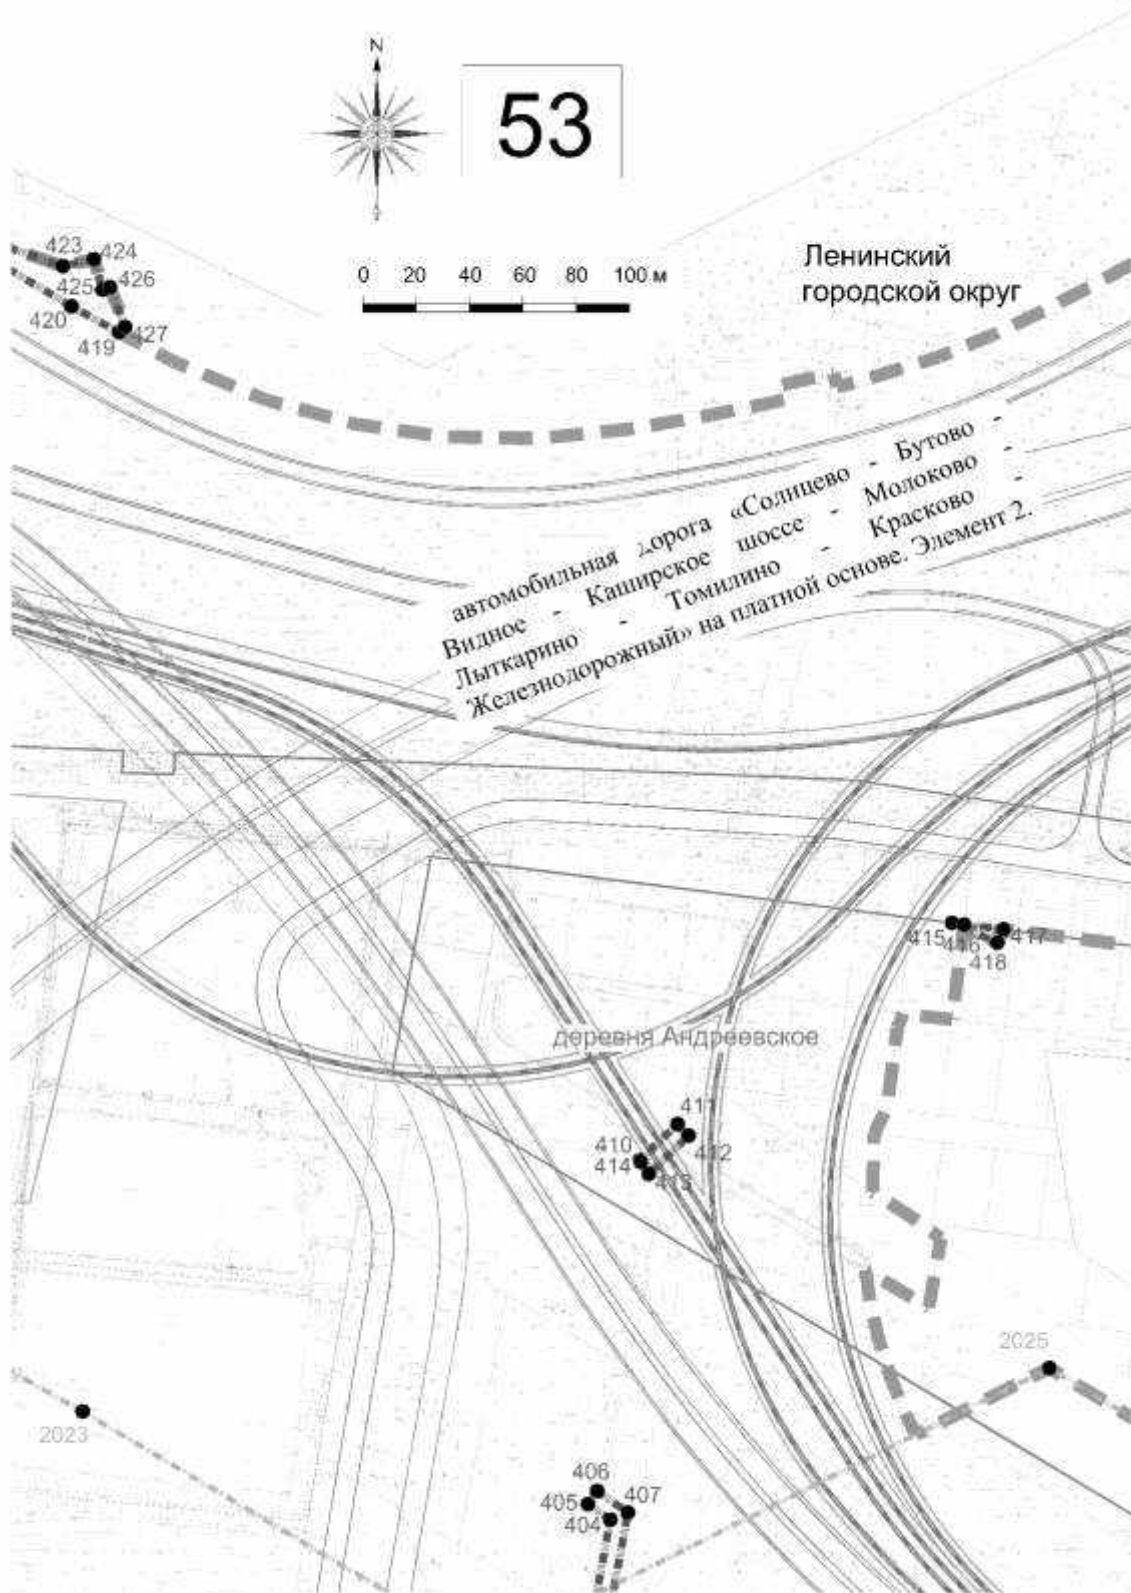 N
53
0 20 40 60 80 100 м
Ленинский
городской округ
423
424
425
426
420
427
419
автомобильная дорога «Солнцево - Бутово -
Видное - Каширское шоссе - Молоково -
Лыткарино - Томилино - Красково -
Железнодорожный» на платной основе. Элемент 2.
415
416
417
418
деревня Андреевское
411
410
412
414
413
2025
2023
406
405
407
404